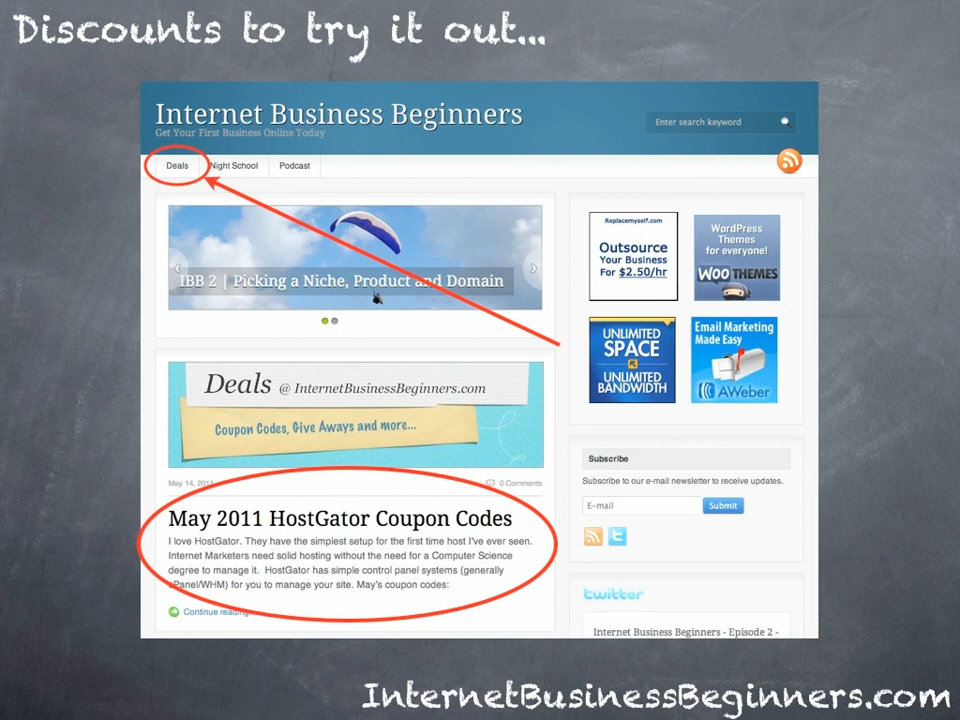 Discounts to try it out...
Internet Business Beginners
Get Your First Business Online Today
Enter search keyword
Deals
Night School
Podcast
IBB 2 | Picking a Niche, Product and Domain
Replacemyself.com
Outsource
Your Business
For $2.50/hr
WordPress
Themes
for everyone!
WOO THEMES
UNLIMITED
SPACE
UNLIMITED
BANDWIDTH
Email Marketing
Made Easy
AWeber
Deals @ InternetBusinessBeginners.com
Coupon Codes, Give Aways and more...
May 14, 2011
0 Comments
May 2011 HostGator Coupon Codes
I love HostGator. They have the simplest setup for the first time host I've ever seen.
Internet Marketers need solid hosting without the need for a Computer Science
degree to manage it. HostGator has simple control panel systems (generally
cPanel/WHM) for you to manage your site. May's coupon codes:
Continue reading
Subscribe
Subscribe to our e-mail newsletter to receive updates.
E-mail
Submit
twitter
Internet Business Beginners - Episode 2 -
InternetBusinessBeginners.com